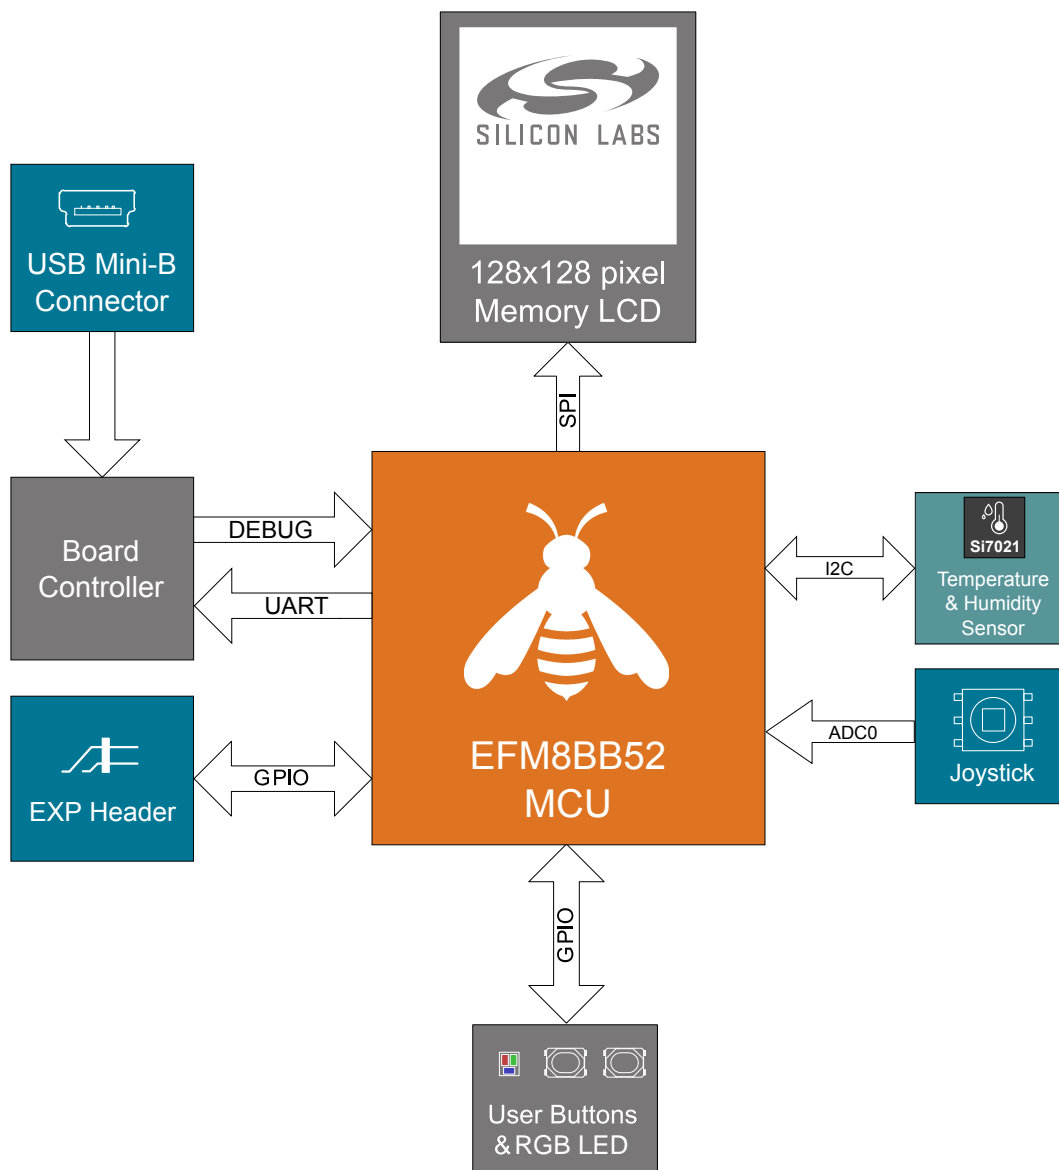 SILICON LABS
128x128 pixel
Memory LCD
USB Mini-B
Connector
SPI
Board
Controller
DEBUG
UART
EFM8BB52
MCU
I2C
Si7021
Temperature
& Humidity
Sensor
ADC0
Joystick
EXP Header
GPIO
GPIO
User Buttons
& RGB LED